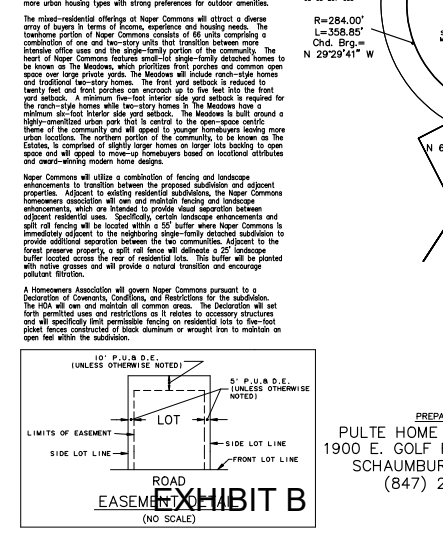 more urban housing types with strong preferences for outdoor amenities.
The mixed-residential offerings at Naper Commons will attract a diverse
array of buyers in terms of income, experience and housing needs. The
townhome portion of Naper Commons consists of 66 units comprising a
combination of one and two-story units that transition between more
intensive office uses and the single-family portion of the community. The
heart of Naper Commons features small-lot single-family detached homes to
be known as The Meadows, which prioritizes front porches and common open
space over large private yards. The Meadows will include ranch-style homes
and traditional two-story homes. The front yard setback is reduced to
twenty feet and front porches can encroach up to five feet into the front
yard setback. A minimum five-foot interior side yard setback is required for
the ranch-style homes while two-story homes in The Meadows have a
minimum six-foot interior side yard setback. The Meadows is built around a
highly-amenitized urban park that is central to the open-space centric
theme of the community and will appeal to younger homebuyers leaving more
urban locations. The northern portion of the community, to be known as The
Estates, is comprised of slightly larger homes on larger lots backing to open
space and will appeal to move-up homebuyers based on locational attributes
and award-winning modern home designs.
Naper Commons will utilize a combination of fencing and landscape
enhancements to transition between the proposed subdivision and adjacent
properties. Adjacent to existing residential subdivisions, the Naper Commons
homeowners association will own and maintain fencing and landscape
enhancements, which are intended to provide visual separation between
adjacent residential uses. Specifically, certain landscape enhancements and
split rail fencing will be located within a 55' buffer where Naper Commons is
immediately adjacent to the neighboring single-family detached subdivision to
provide additional separation between the two communities. Adjacent to the
forest preserve property, a split rail fence will delineate a 25' landscape
buffer located across the rear of residential lots. This buffer will be planted
with native grasses and will provide a natural transition and encourage
pollutant filtration.
A Homeowners Association will govern Naper Commons pursuant to a
Declaration of Covenants, Conditions, and Restrictions for the subdivision.
The HOA will own and maintain all common areas. The Declaration will set
forth permitted uses and restrictions as it relates to accessory structures
and will specifically limit permissible fencing on residential lots to five-foot
picket fences constructed of black aluminum or wrought iron to maintain an
open feel within the subdivision.
10' P.U.& D.E.
(UNLESS OTHERWISE NOTED)
5' P.U.& D.E.
(UNLESS OTHERWISE
NOTED)
LOT
LIMITS OF EASEMENT
SIDE LOT LINE
SIDE LOT LINE
FRONT LOT LINE
ROAD
EASEMENT DETAIL
EXHIBIT B
(NO SCALE)
R=284.00'
L=358.85'
Chd. Brg.=
N 29°29'41" W
N 6
PREPA
PULTE HOME
1900 E. GOLF
SCHAUMBUR
(847) 2